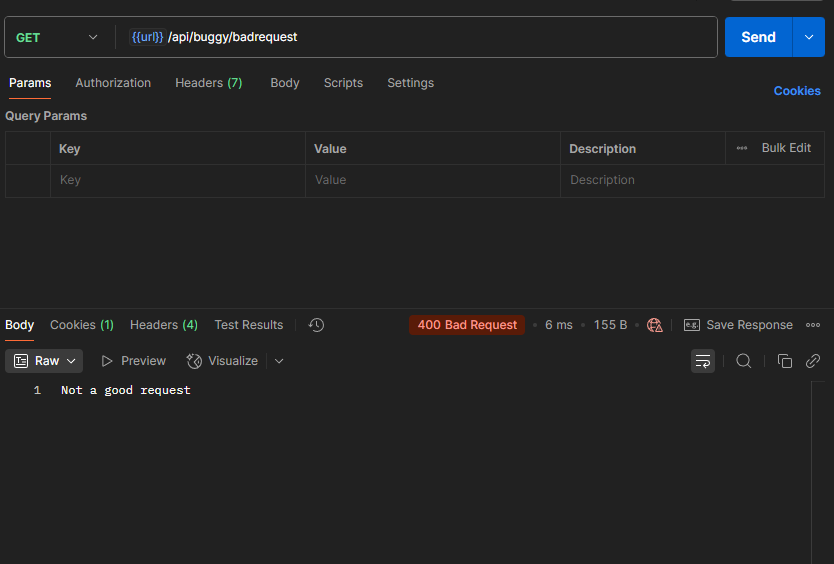 GET {{url}} /api/buggy/badrequest Send
Params Authorization Headers (7) Body Scripts Settings Cookies
Query Params
Key Value Description Bulk Edit
Key Value Description
Body Cookies (1) Headers (4) Test Results 400 Bad Request 6 ms 155 B e.g. Save Response
Raw Preview Visualize
1 Not a good request